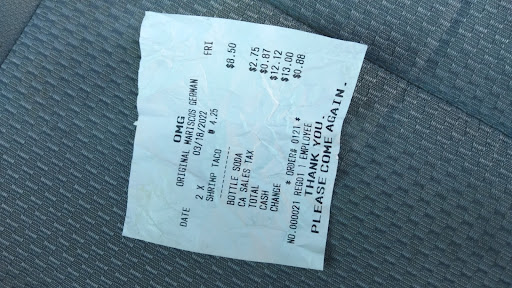 OMG
ORIGINAL MARISCOS GERMAN
DATE 03/18/2022 FRI
2 X @ 4.25
SHRIMP TACO $8.50
--------
BOTTLE SODA $2.75
CA SALES TAX $0.87
TOTAL $12.12
CASH $13.00
CHANGE $0.88
* ORDER# 0121 *
NO.000021 REG01 1 EMPLOYEE
THANK YOU.
PLEASE COME AGAIN.